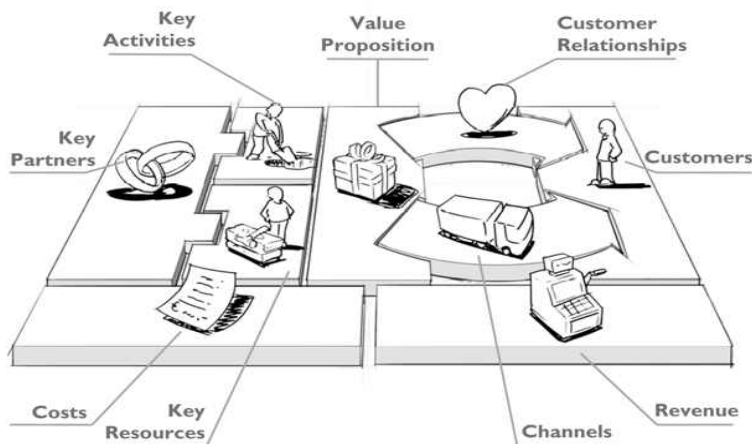 Key
Activities
Value
Proposition
Customer
Relationships
Key
Partners
Customers
Costs
Key
Resources
Channels
Revenue